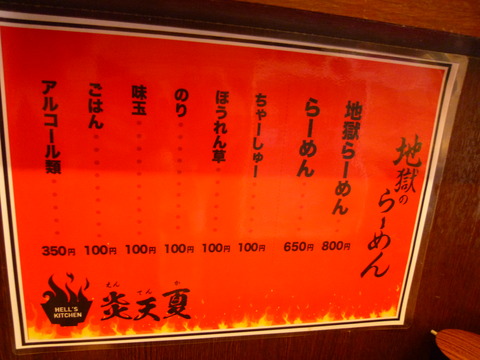 地獄のらーめん
地獄らーめん 800円
らーめん 650円
ちゃーしゅー 100円
ほうれん草 100円
のり 100円
味玉 100円
ごはん 100円
アルコール類 350円
HELL'S
KITCHEN
えん てん か
炎天夏